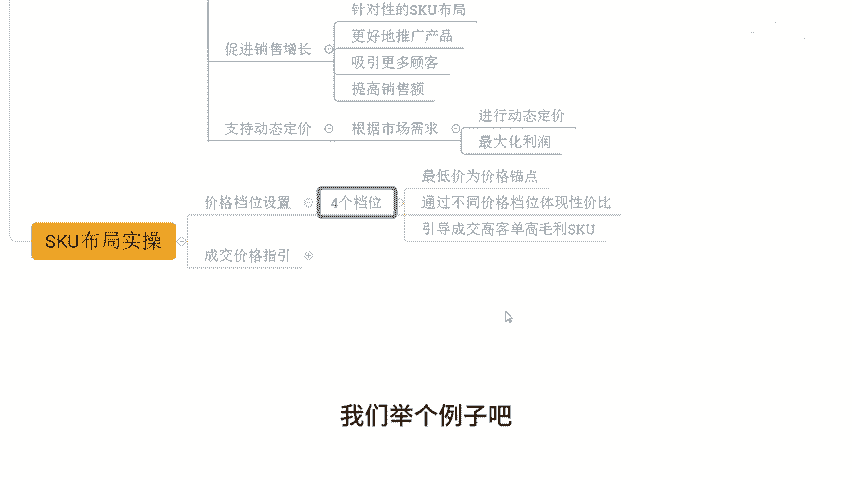 针对性的SKU布局
促进销售增长
更好地推广产品
吸引更多顾客
提高销售额
支持动态定价
根据市场需求
进行动态定价
最大化利润
价格档位设置
4个档位
最低价为价格锚点
通过不同价格档位体现性价比
引导成交高客单高毛利SKU
SKU布局实操
成交价格指引
我们举个例子吧